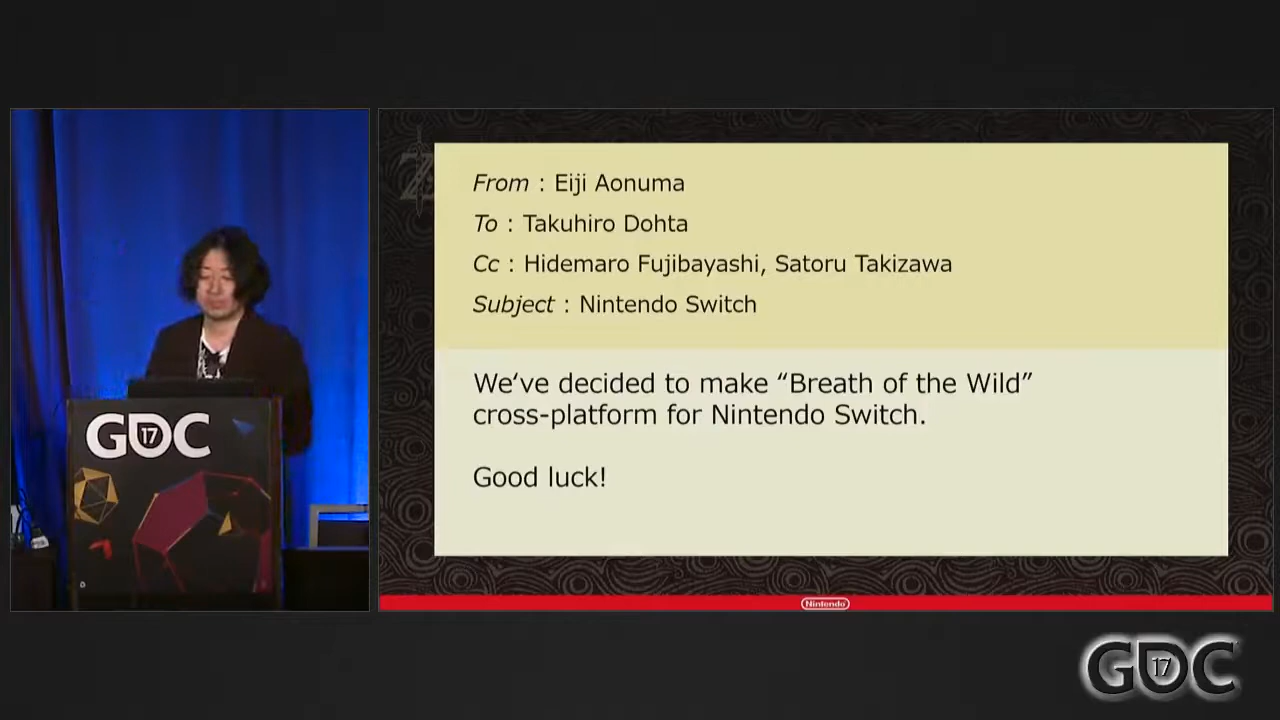 From : Eiji Aonuma
To : Takuhiro Dohta
Cc : Hidemaro Fujibayashi, Satoru Takizawa
Subject : Nintendo Switch
We‘ve decided to make “Breath of the Wild”
cross-platform for Nintendo Switch.
Good luck!
GDC
17
Nintendo
GDC
17